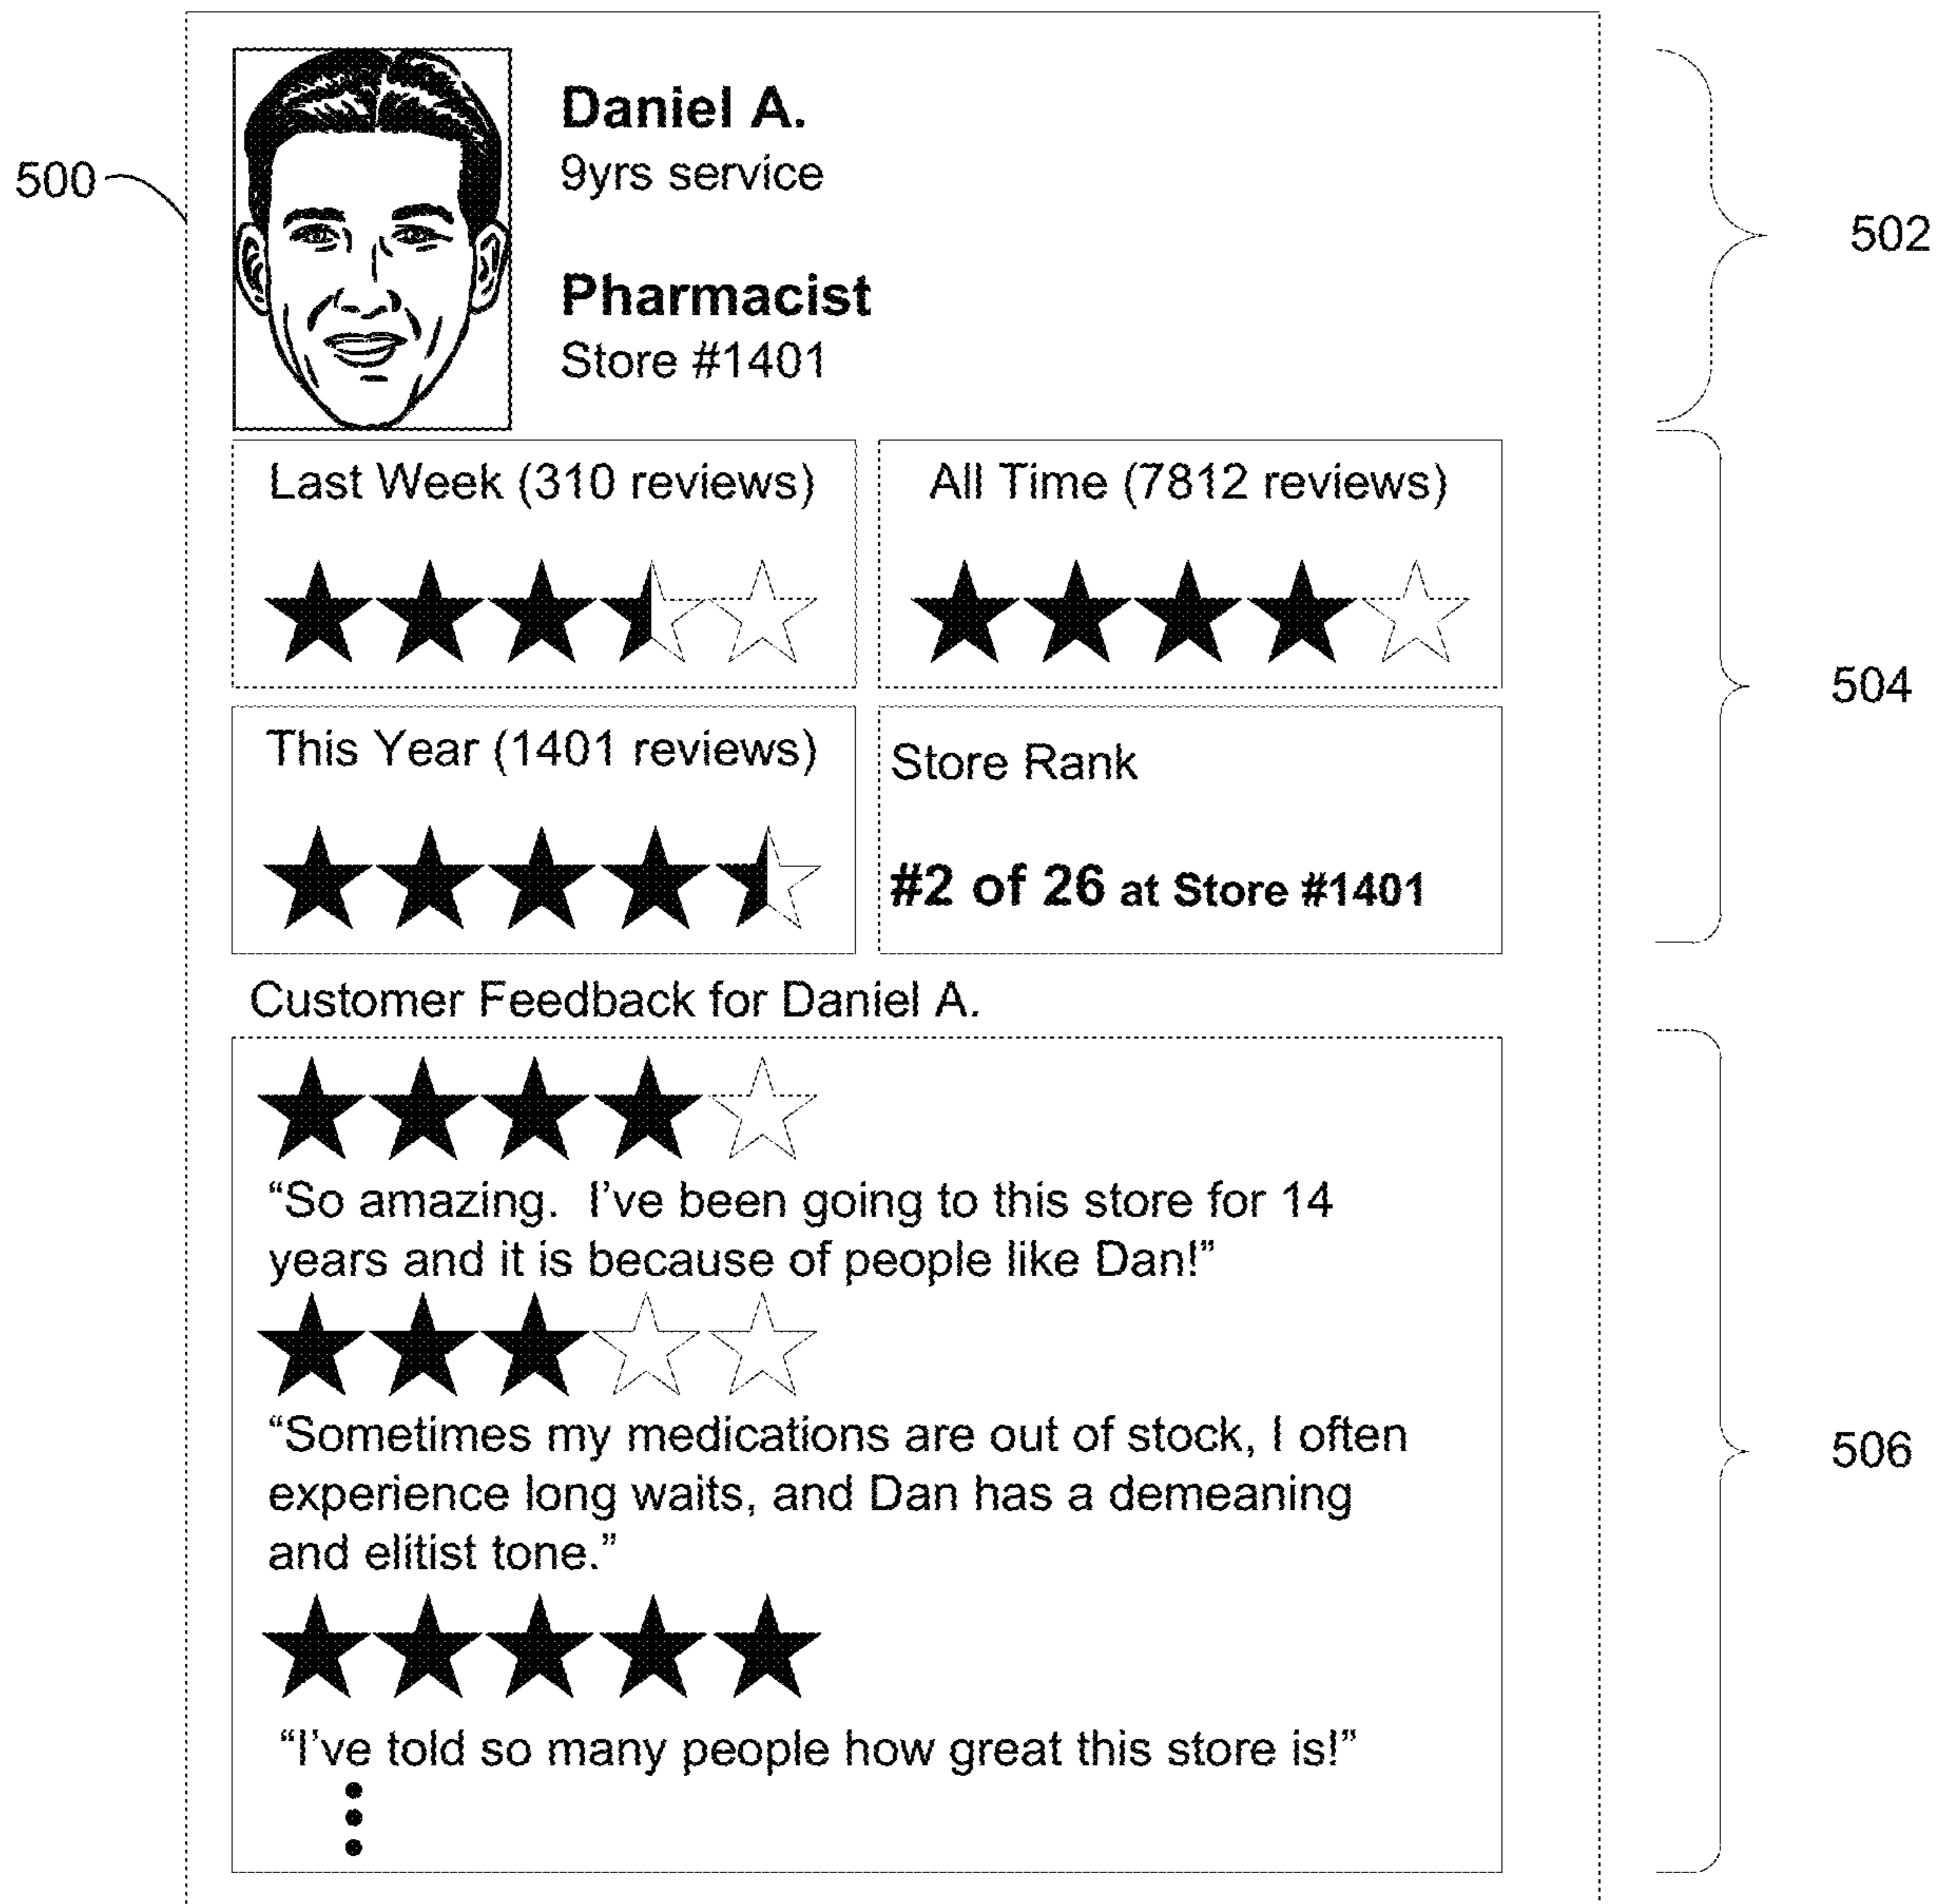 500
Daniel A.
9yrs service
Pharmacist
Store #1401
502
Last Week (310 reviews)
All Time (7812 reviews)
504
This Year (1401 reviews)
Store Rank
#2 of 26 at Store #1401
Customer Feedback for Daniel A.
“So amazing.  I’ve been going to this store for 14
years and it is because of people like Dan!”
“Sometimes my medications are out of stock, I often
experience long waits, and Dan has a demeaning
and elitist tone.”
506
“I’ve told so many people how great this store is!”